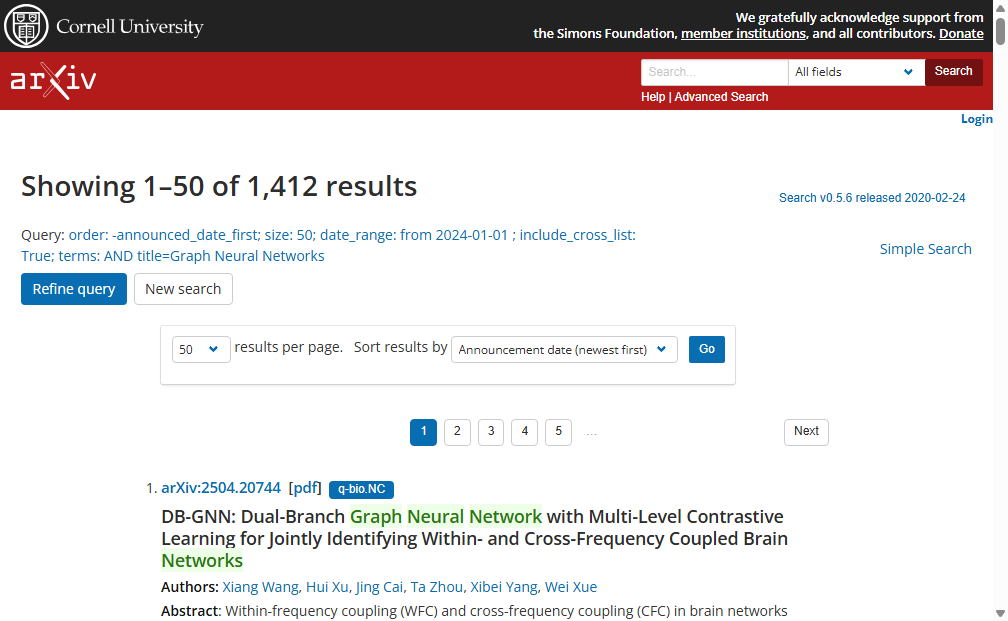 Cornell University
We gratefully acknowledge support from
the Simons Foundation, member institutions, and all contributors. Donate
arXiv
Search...
All fields
Search
Help | Advanced Search
Login
Showing 1–50 of 1,412 results
Search v0.5.6 released 2020-02-24
Query: order: -announced_date_first; size: 50; date_range: from 2024-01-01 ; include_cross_list:
True; terms: AND title=Graph Neural Networks
Simple Search
Refine query
New search
50 results per page. Sort results by Announcement date (newest first) Go
1 2 3 4 5 ... Next
1. arXiv:2504.20744 [pdf] q-bio.NC
DB-GNN: Dual-Branch Graph Neural Network with Multi-Level Contrastive
Learning for Jointly Identifying Within- and Cross-Frequency Coupled Brain
Networks
Authors: Xiang Wang, Hui Xu, Jing Cai, Ta Zhou, Xibei Yang, Wei Xue
Abstract: Within-frequency coupling (WFC) and cross-frequency coupling (CFC) in brain networks